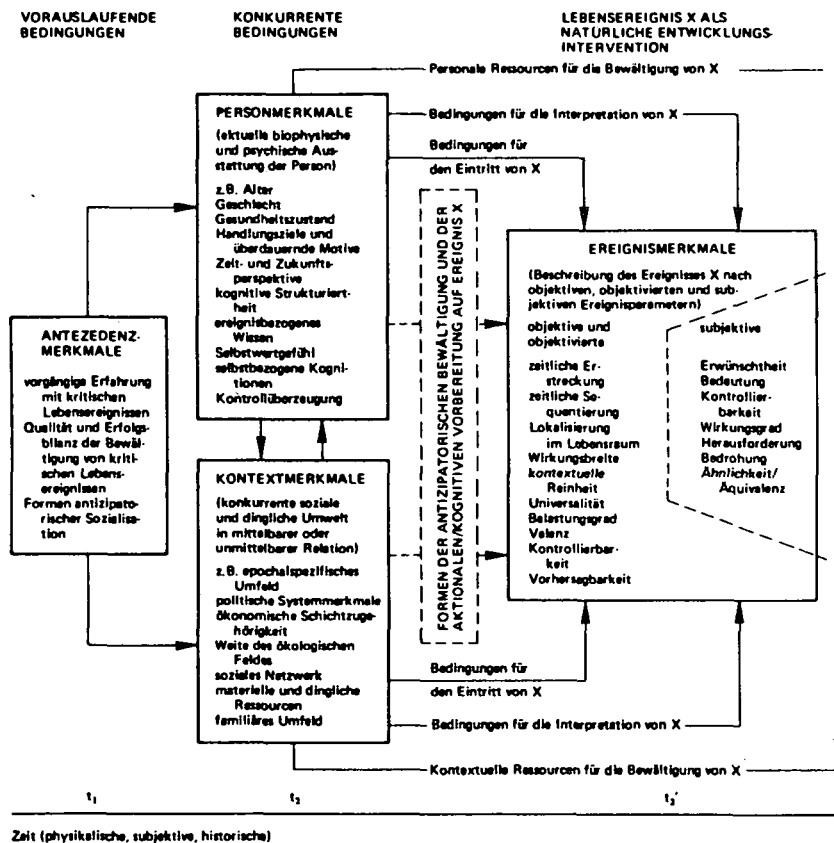 VORAUSLAUFENDE
BEDINGUNGEN
KONKURRENTE
BEDINGUNGEN
LEBENSEREIGNIS X ALS
NATÜRLICHE ENTWICKLUNGS-
INTERVENTION
Personale Ressourcen für die Bewältigung von X
PERSONMERKMALE
(aktuelle biophysische
und psychische Aus-
stattung der Person)
z.B. Alter
Geschlecht
Gesundheitszustand
Handlungsziele und
überdauernde Motive
Zeit- und Zukunfts-
perspektive
kognitive Strukturiert-
heit
ereignisbezogenes
Wissen
Selbstwertgefühl
selbstbezogene Kogni-
tionen
Kontrollüberzeugung
Bedingungen für die Interpretation von X
Bedingungen für
den Eintritt von X
FORMEN DER ANTIZIPATORISCHEN BEWÄLTIGUNG UND DER
AKTIONALEN/KOGNITIVEN VORBEREITUNG AUF EREIGNIS X
ANTEZEDENZ-
MERKMALE
vorgängige Erfahrung
mit kritischen
Lebensereignissen
Qualität und Erfolgs-
bilanz der Bewäl-
tigung von kriti-
schen Lebens-
ereignissen
Formen antizipato-
rischer Sozialisa-
tion
KONTEXTMERKMALE
(konkurrente soziale
und dingliche Umwelt
in mittelbarer oder
unmittelbarer Relation)
z.B. epochalspezifisches
Umfeld
politische Systemmerkmale
ökonomische Schichtzuge-
hörigkeit
Weite des ökologischen
Feldes
soziales Netzwerk
materielle und dingliche
Ressourcen
familiäres Umfeld
EREIGNISMERKMALE
(Beschreibung des Ereignisses X nach
objektiven, objektivierten und sub-
jektiven Ereignisparametern)
objektive und
objektivierte
zeitliche Er-
streckung
zeitliche Se-
quentierung
Lokalisierung
im Lebensraum
Wirkungsbreite
kontextuelle
Reinheit
Universalität
Belastungsgrad
Valenz
Kontrollierbar-
keit
Vorhersagbarkeit
subjektive
Erwünschtheit
Bedeutung
Kontrollier-
barkeit
Wirkungsgrad
Herausforderung
Bedrohung
Ähnlichkeit/
Äquivalenz
Bedingungen für
den Eintritt von X
Bedingungen für die Interpretation von X
Kontextuelle Ressourcen für die Bewältigung von X
t1
t2
t3'
Zeit (physikalische, subjektive, historische)